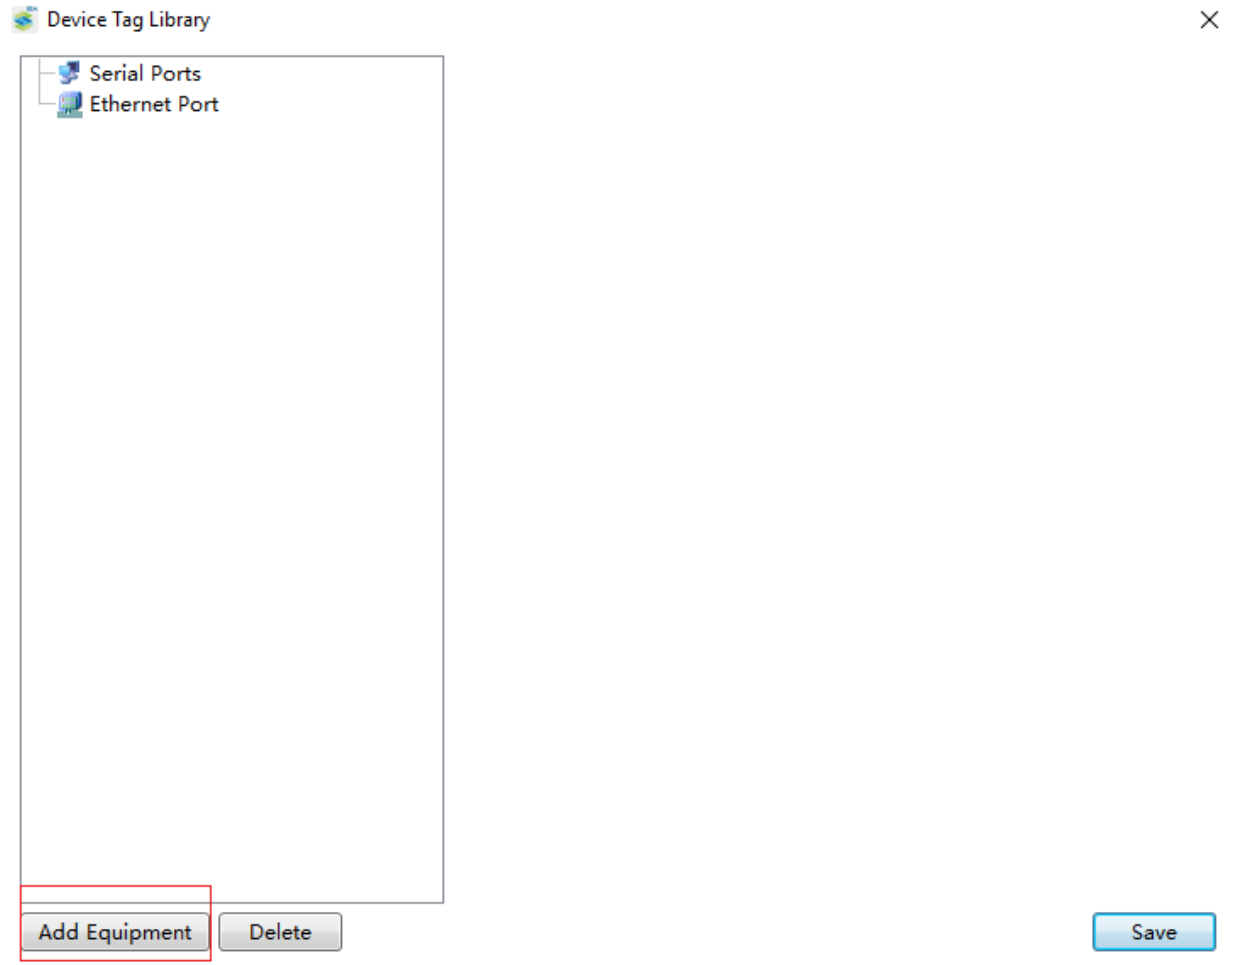 Device Tag Library
Serial Ports
Ethernet Port
Add Equipment
Delete
Save